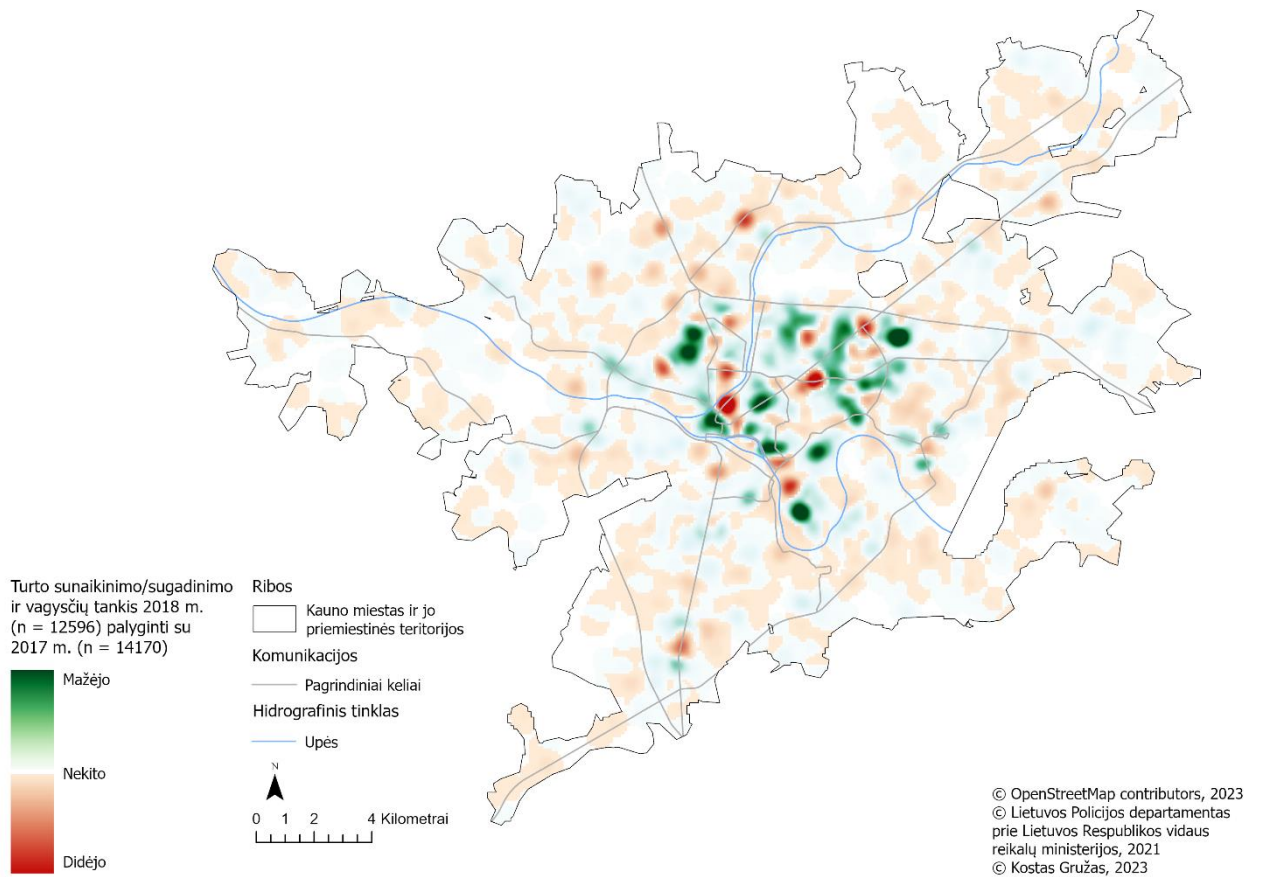 Turto sunaikinimo/sugadinimo
ir vagysčių tankis 2018 m.
(n = 12596) palyginti su
2017 m. (n = 14170)
Mažėjo
Nekito
Didėjo
Ribos
Kauno miestas ir jo
priemiestinės teritorijos
Komunikacijos
Pagrindiniai keliai
Hidrografinis tinklas
Upės
N
0 1 2 4 Kilometrai
© OpenStreetMap contributors, 2023
© Lietuvos Policijos departamentas
prie Lietuvos Respublikos vidaus
reikalų ministerijos, 2021
© Kostas Gružas, 2023